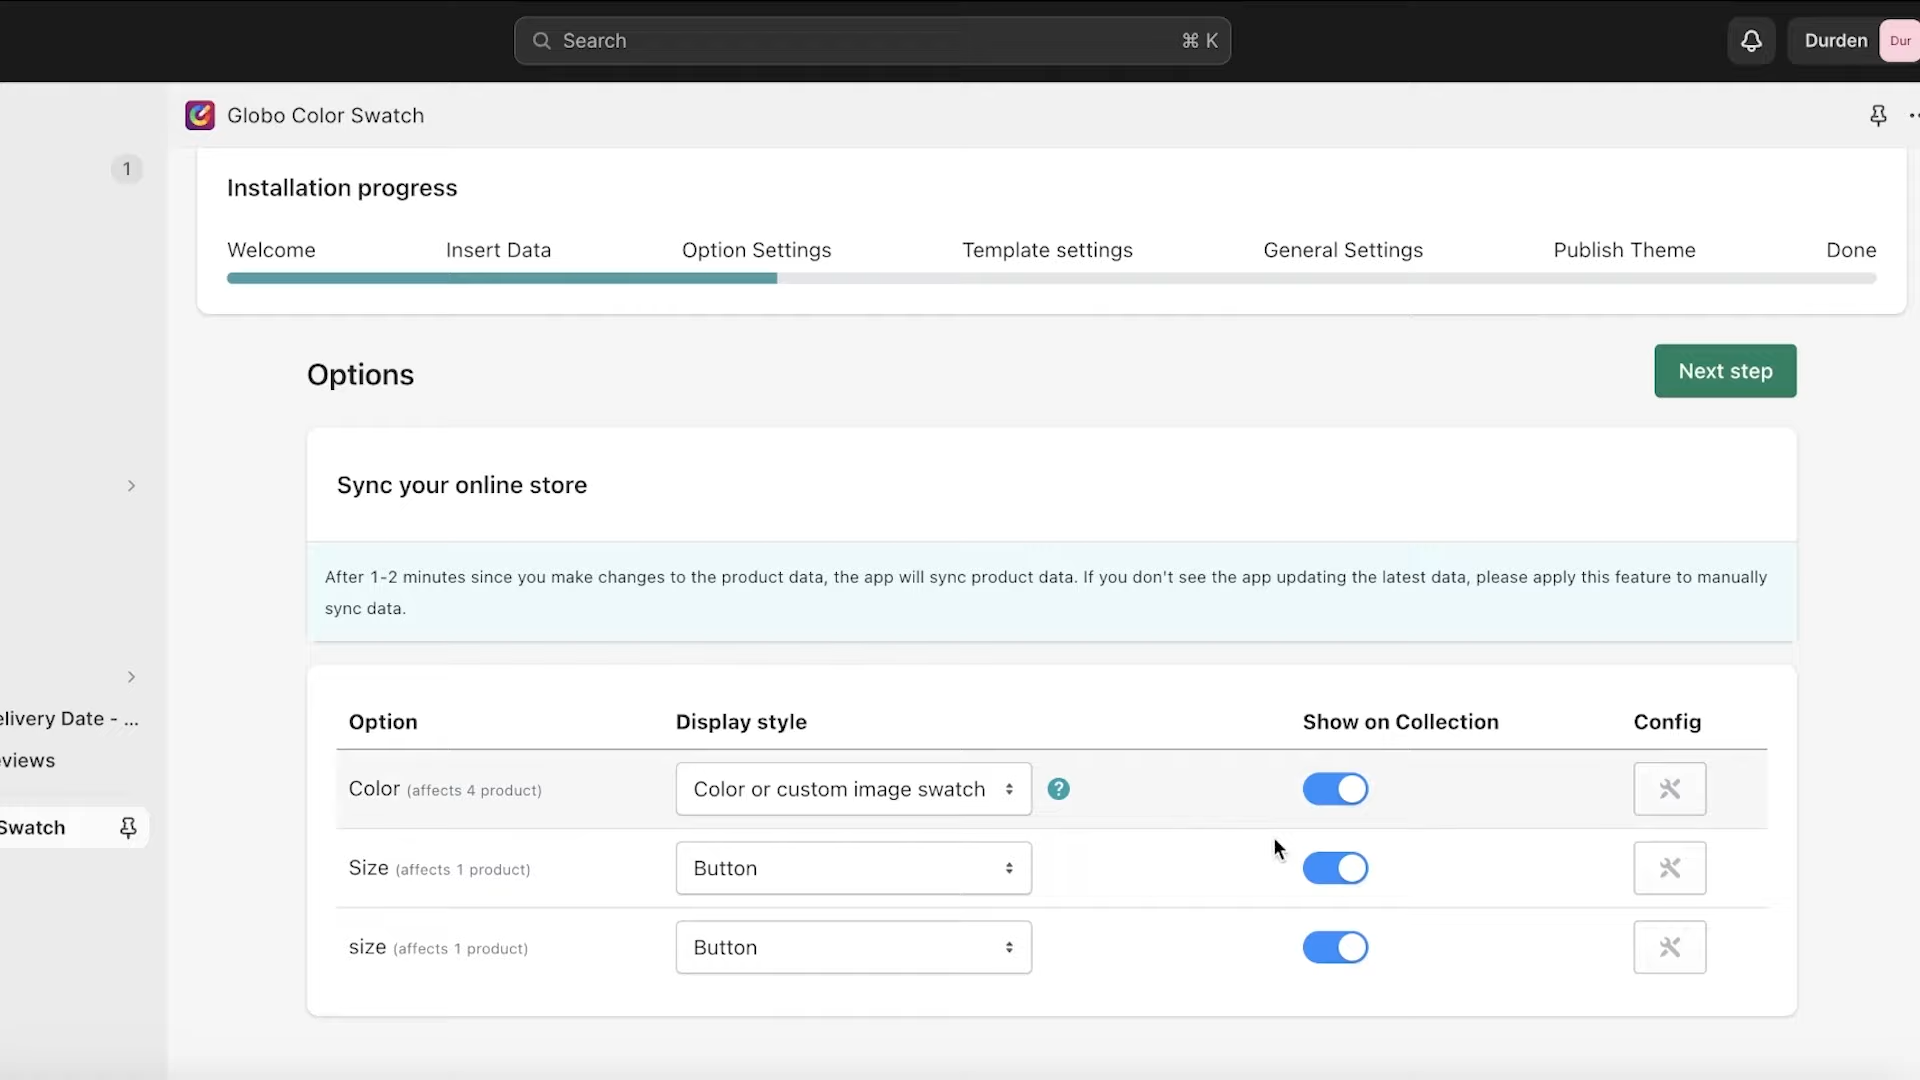 Search
⌘ K
Durden
Dur
Globo Color Swatch
1
Installation progress
Welcome
Insert Data
Option Settings
Template settings
General Settings
Publish Theme
Done
Options
Next step
Sync your online store
After 1-2 minutes since you make changes to the product data, the app will sync product data. If you don't see the app updating the latest data, please apply this feature to manually
sync data.
elivery Date - ...
eviews
Swatch
Option
Display style
Show on Collection
Config
Color (affects 4 product)
Color or custom image swatch
?
Size (affects 1 product)
Button
size (affects 1 product)
Button